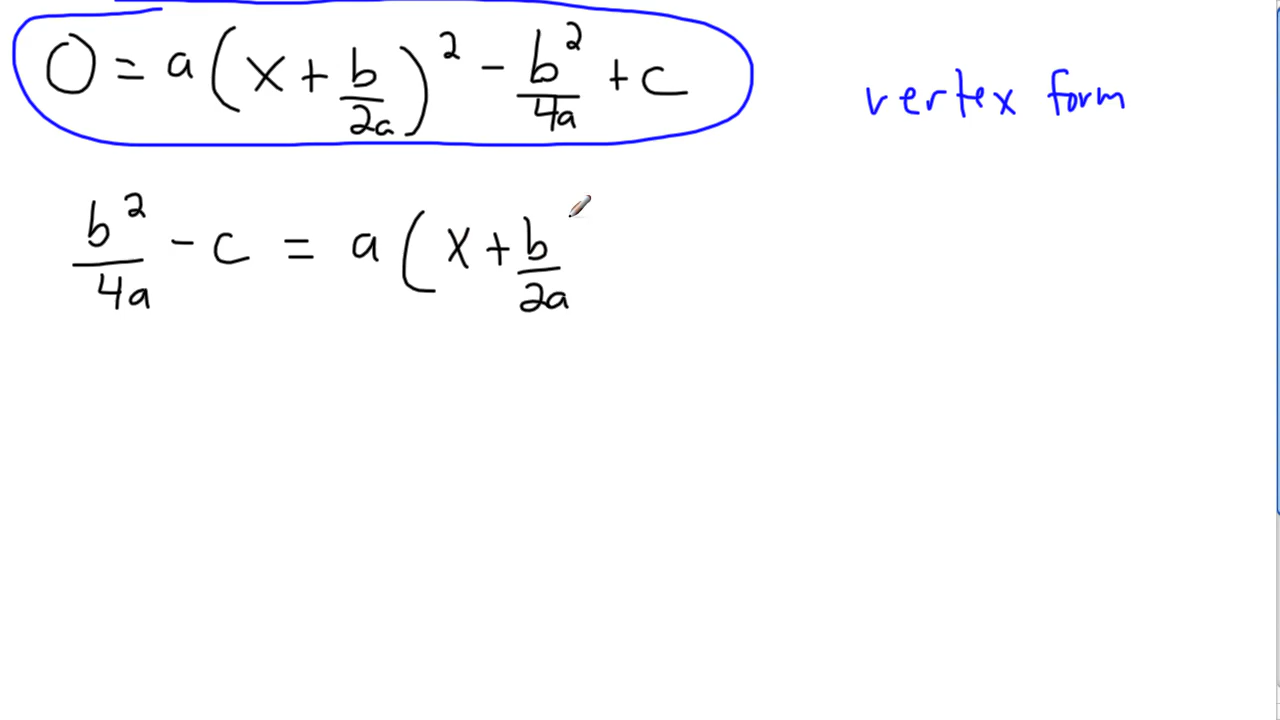 0 = a(x + b/2a)² - b²/4a + c
vertex form
b²/4a - c = a(x + b/2a